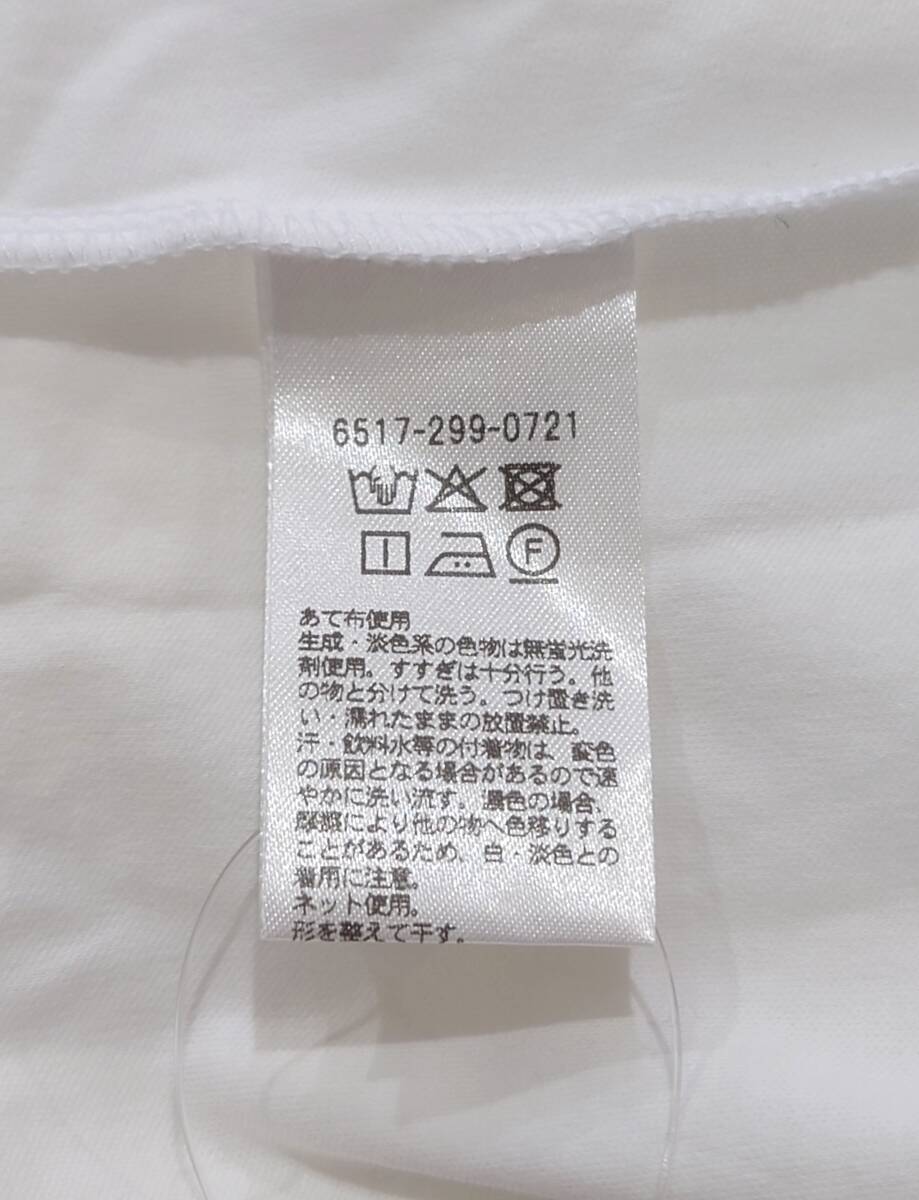 6517-299-0721
F
あて布使用
生成・淡色系の色物は無蛍光洗
剤使用。すすぎは十分行う。他
の物と分けて洗う。つけ置き洗
い・濡れたままの放置禁止。
汗・飲料水等の付着物は、変色
の原因となる場合があるので速
やかに洗い流す。濃色の場合、
摩擦により他の物へ色移りする
ことがあるため、白・淡色との
着用に注意。
ネット使用。
形を整えて干す。